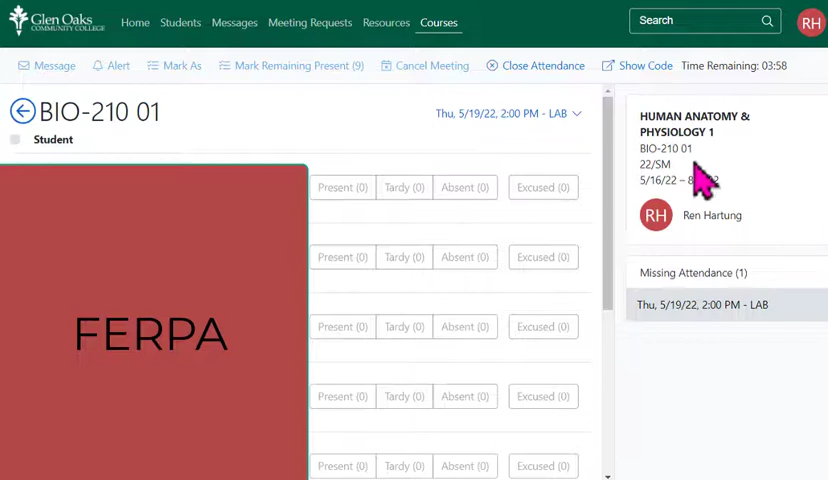 Glen Oaks
COMMUNITY COLLEGE
Home Students Messages Meeting Requests Resources Courses
Search
RH
Message Alert Mark As Mark Remaining Present (9) Cancel Meeting Close Attendance Show Code Time Remaining: 03:58
BIO-210 01
Thu, 5/19/22, 2:00 PM - LAB
Student
Present (0) Tardy (0) Absent (0) Excused (0)
Present (0) Tardy (0) Absent (0) Excused (0)
Present (0) Tardy (0) Absent (0) Excused (0)
Present (0) Tardy (0) Absent (0) Excused (0)
Present (0) Tardy (0) Absent (0) Excused (0)
FERPA
HUMAN ANATOMY &
PHYSIOLOGY 1
BIO-210 01
22/SM
5/16/22 –
RH
Ren Hartung
Missing Attendance (1)
Thu, 5/19/22, 2:00 PM - LAB